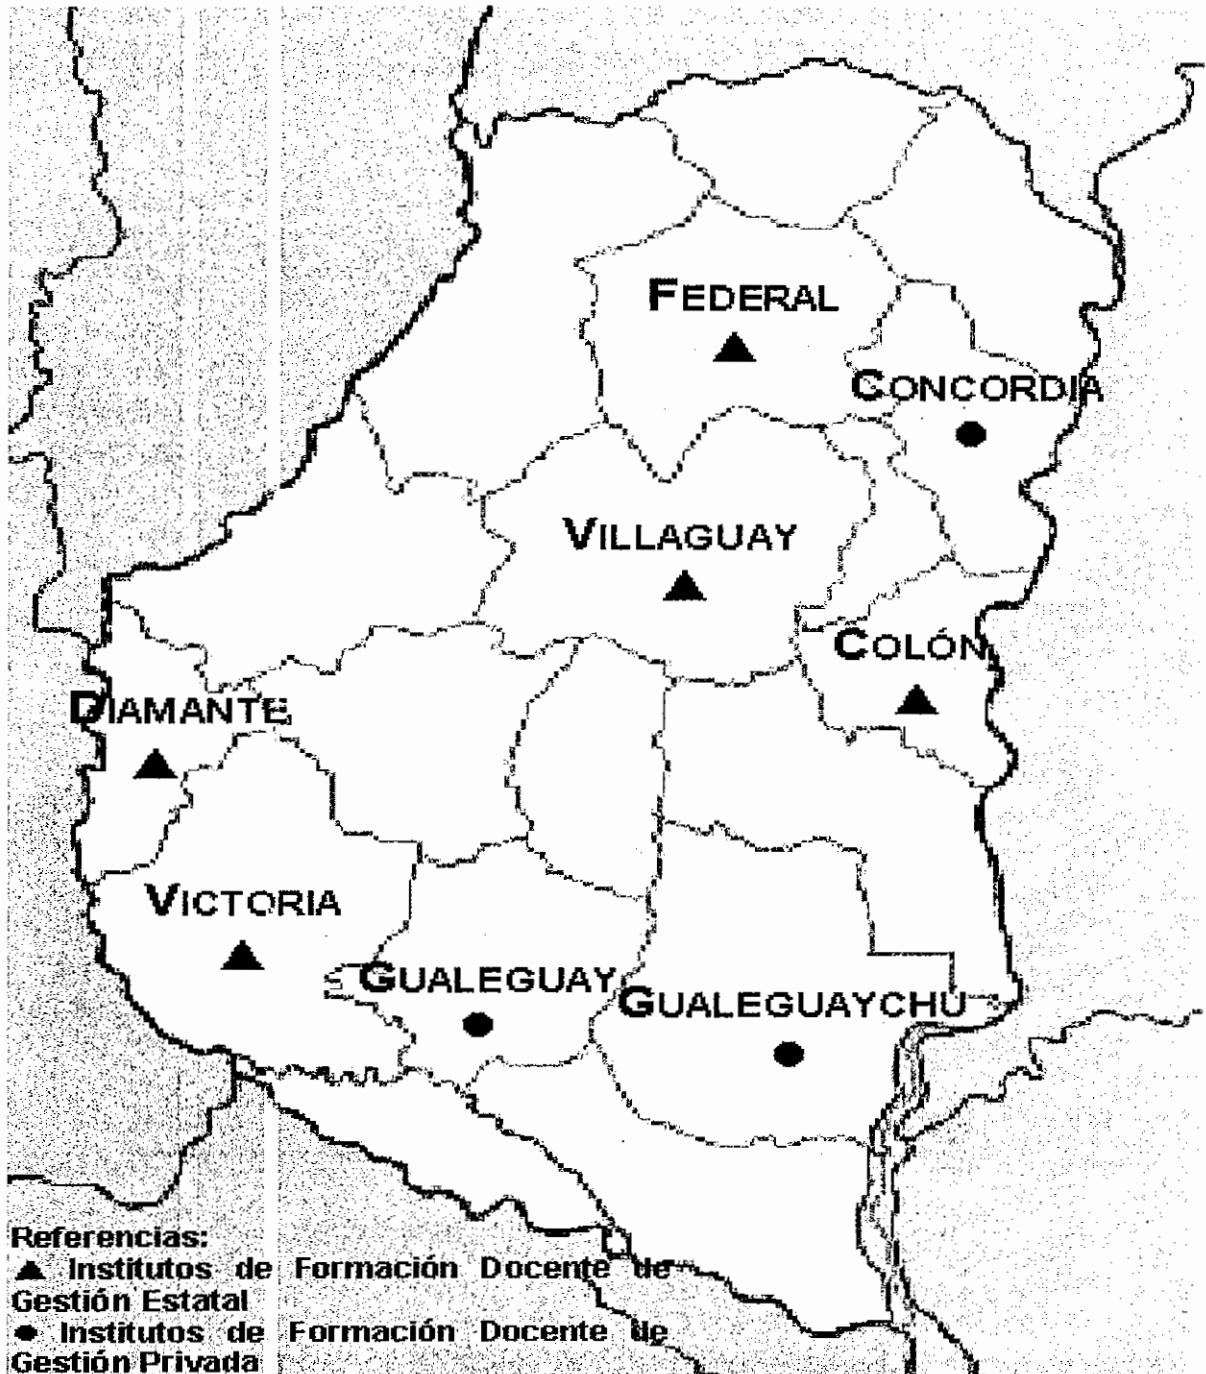 FEDERAL
CONCORDIA
VILLAGUAY
COLÓN
DIAMANTE
VICTORIA
GUALEGUAY
GUALEGUAYCHÚ
Referencias:
▲ Institutos de Formación Docente de
Gestión Estatal
● Institutos de Formación Docente de
Gestión Privada